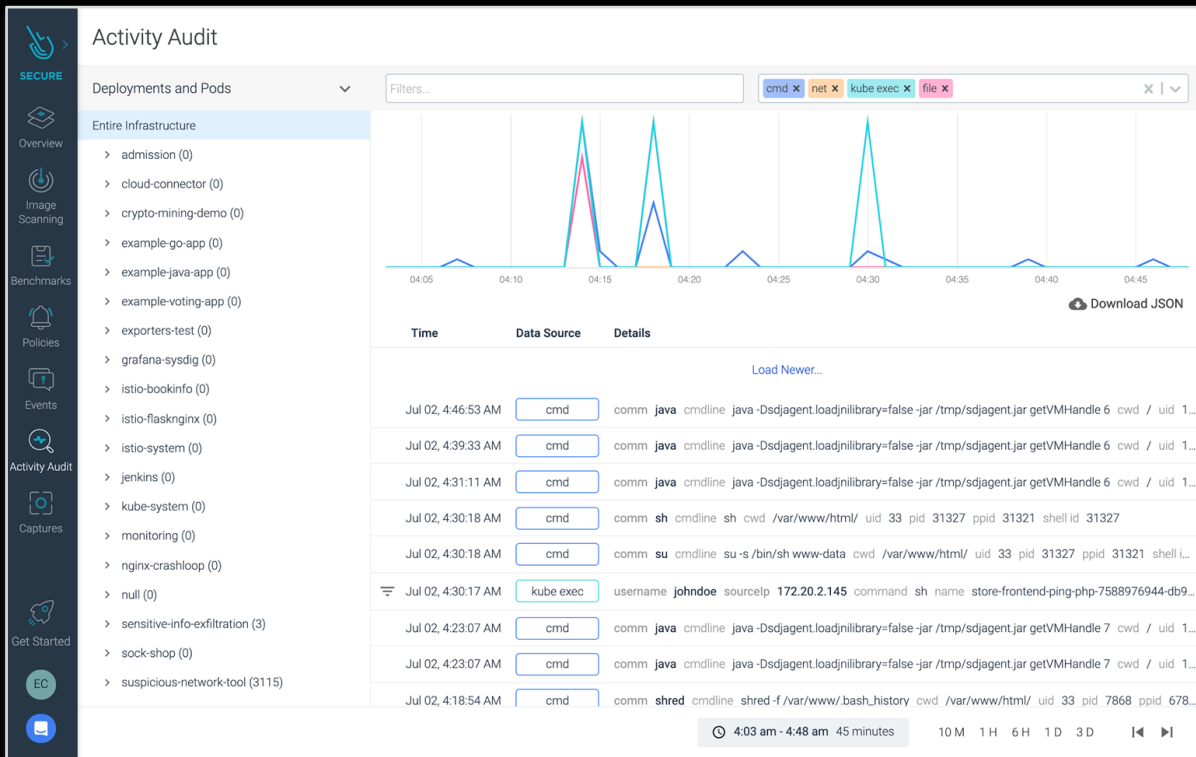 Activity Audit
SECURE
Overview
Image
Scanning
Benchmarks
Policies
Events
Activity Audit
Captures
Get Started
EC
Deployments and Pods
Entire Infrastructure
admission (0)
cloud-connector (0)
crypto-mining-demo (0)
example-go-app (0)
example-java-app (0)
example-voting-app (0)
exporters-test (0)
grafana-sysdig (0)
istio-bookinfo (0)
istio-flasknginx (0)
istio-system (0)
jenkins (0)
kube-system (0)
monitoring (0)
nginx-crashloop (0)
null (0)
sensitive-info-exfiltration (3)
sock-shop (0)
suspicious-network-tool (3115)
Filters...
cmd × net × kube exec × file ×
04:05 04:10 04:15 04:20 04:25 04:30 04:35 04:40 04:45
Download JSON
Time Data Source Details
Load Newer...
Jul 02, 4:46:53 AM cmd comm java cmdline java -Dsdjagent.loadjnilibrary=false -jar /tmp/sdjagent.jar getVMHandle 6 cwd / uid 1...
Jul 02, 4:39:33 AM cmd comm java cmdline java -Dsdjagent.loadjnilibrary=false -jar /tmp/sdjagent.jar getVMHandle 6 cwd / uid 1...
Jul 02, 4:31:11 AM cmd comm java cmdline java -Dsdjagent.loadjnilibrary=false -jar /tmp/sdjagent.jar getVMHandle 6 cwd / uid 1...
Jul 02, 4:30:18 AM cmd comm sh cmdline sh cwd /var/www/html/ uid 33 pid 31327 ppid 31321 shell id 31327
Jul 02, 4:30:18 AM cmd comm su cmdline su -s /bin/sh www-data cwd /var/www/html/ uid 33 pid 31327 ppid 31321 shell i...
Jul 02, 4:30:17 AM kube exec username johndoe sourceIp 172.20.2.145 command sh name store-frontend-ping-php-7588976944-db9...
Jul 02, 4:23:07 AM cmd comm java cmdline java -Dsdjagent.loadjnilibrary=false -jar /tmp/sdjagent.jar getVMHandle 7 cwd / uid 1...
Jul 02, 4:23:07 AM cmd comm java cmdline java -Dsdjagent.loadjnilibrary=false -jar /tmp/sdjagent.jar getVMHandle 7 cwd / uid 1...
Jul 02, 4:18:54 AM cmd comm shred cmdline shred -f /var/www/.bash_history cwd /var/www/html/ uid 33 pid 7868 ppid 678...
4:03 am - 4:48 am 45 minutes 10 M 1 H 6 H 1 D 3 D